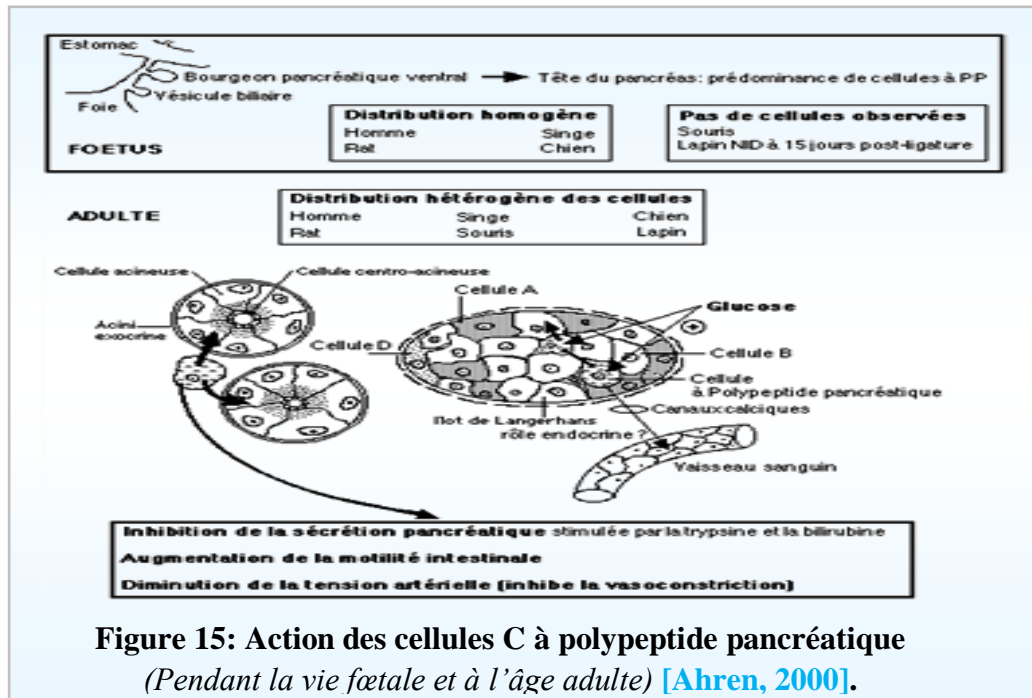 Estomac
Bourgeon pancréatique ventral → Tête du pancréas: prédominance de cellules à PP
Vésicule biliaire
Foie
Distribution homogène
Homme Singe
Rat Chien
Pas de cellules observées
Souris
Lapin NID à 15 jours post-ligature
FOETUS
ADULTE
Distribution hétérogène des cellules
Homme Singe Chien
Rat Souris Lapin
Cellule acineuse
Cellule centro-acineuse
Cellule A
Glucose
+
Acini
exocrine
Cellule D
Cellule B
Cellule
à Polypeptide pancréatique
Canaux calciques
Ilot de Langerhans
rôle endocrine ?
Vaisseau sanguin
Inhibition de la sécrétion pancréatique stimulée par la trypsine et la bilirubine
Augmentation de la motilité intestinale
Diminution de la tension artérielle (inhibe la vasoconstriction)
Figure 15: Action des cellules C à polypeptide pancréatique
(Pendant la vie fœtale et à l’âge adulte) [Ahren, 2000].